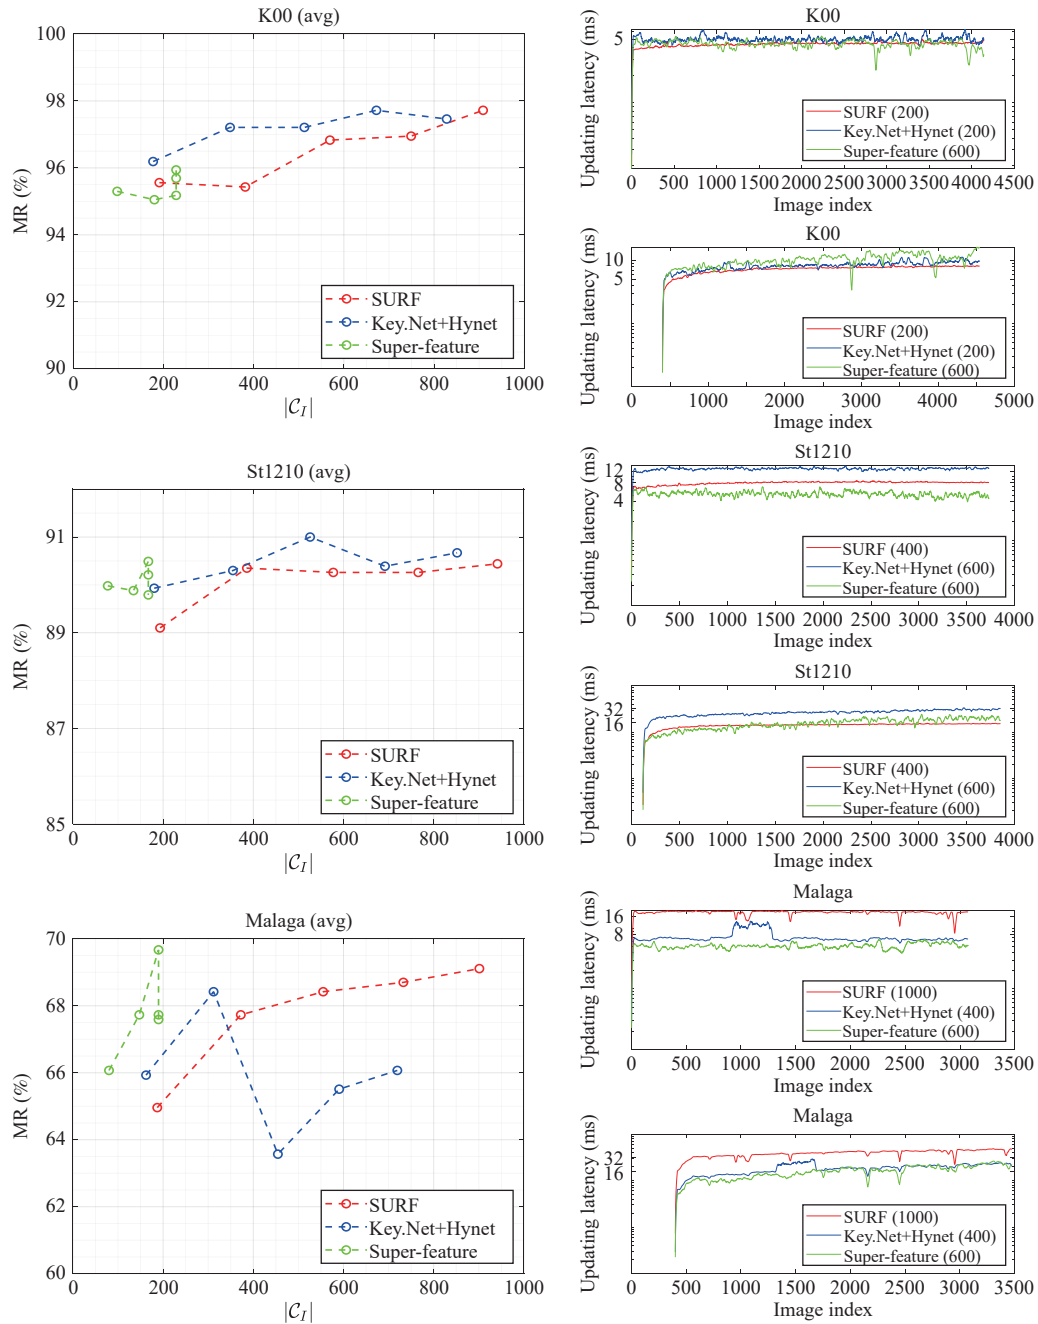 K00 (avg)
100
98
96
94
92
90
MR (%)
0 200 400 600 800 1000
|C_I|
SURF
Key.Net+Hynet
Super-feature
St1210 (avg)
91
89
87
85
MR (%)
0 200 400 600 800 1000
|C_I|
SURF
Key.Net+Hynet
Super-feature
Malaga (avg)
70
68
66
64
62
60
MR (%)
0 200 400 600 800 1000
|C_I|
SURF
Key.Net+Hynet
Super-feature
K00
5
Updating latency (ms)
SURF (200)
Key.Net+Hynet (200)
Super-feature (600)
0 500 1000 1500 2000 2500 3000 3500 4000 4500
Image index
K00
10
5
Updating latency (ms)
SURF (200)
Key.Net+Hynet (200)
Super-feature (600)
0 1000 2000 3000 4000 5000
Image index
St1210
12
8
4
Updating latency (ms)
SURF (400)
Key.Net+Hynet (600)
Super-feature (600)
0 500 1000 1500 2000 2500 3000 3500 4000
Image index
St1210
32
16
Updating latency (ms)
SURF (400)
Key.Net+Hynet (600)
Super-feature (600)
0 500 1000 1500 2000 2500 3000 3500 4000
Image index
Malaga
16
8
Updating latency (ms)
SURF (1000)
Key.Net+Hynet (400)
Super-feature (600)
0 500 1000 1500 2000 2500 3000 3500
Image index
Malaga
32
16
Updating latency (ms)
SURF (1000)
Key.Net+Hynet (400)
Super-feature (600)
0 500 1000 1500 2000 2500 3000 3500
Image index